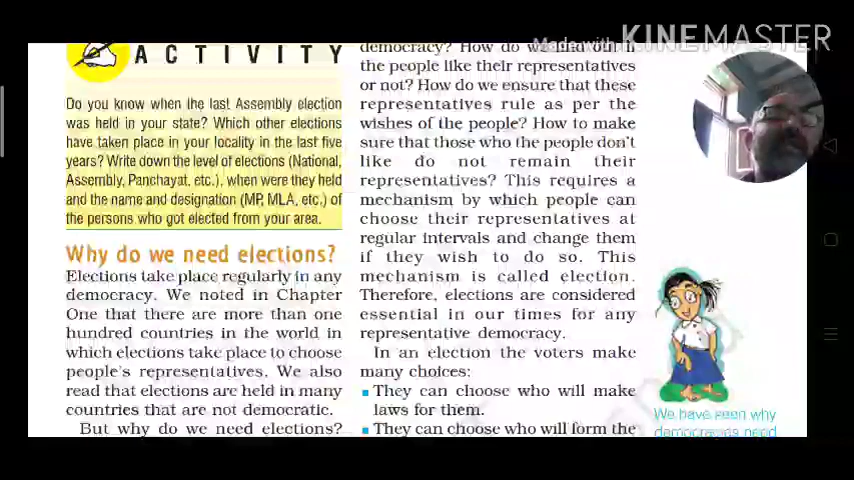 Made with KINEMASTER
ACTIVITY
Do you know when the last Assembly election
was held in your state? Which other elections
have taken place in your locality in the last five
years? Write down the level of elections (National,
Assembly, Panchayat, etc.), when were they held
and the name and designation (MP, MLA, etc.) of
the persons who got elected from your area.
Why do we need elections?
Elections take place regularly in any
democracy. We noted in Chapter
One that there are more than one
hundred countries in the world in
which elections take place to choose
people's representatives. We also
read that elections are held in many
countries that are not democratic.
But why do we need elections?
democracy? How do we find out if
the people like their representatives
or not? How do we ensure that these
representatives rule as per the
wishes of the people? How to make
sure that those who the people don't
like do not remain their
representatives? This requires a
mechanism by which people can
choose their representatives at
regular intervals and change them
if they wish to do so. This
mechanism is called election.
Therefore, elections are considered
essential in our times for any
representative democracy.
In an election the voters make
many choices:
They can choose who will make
laws for them.
They can choose who will form the
We have seen why
democracies need